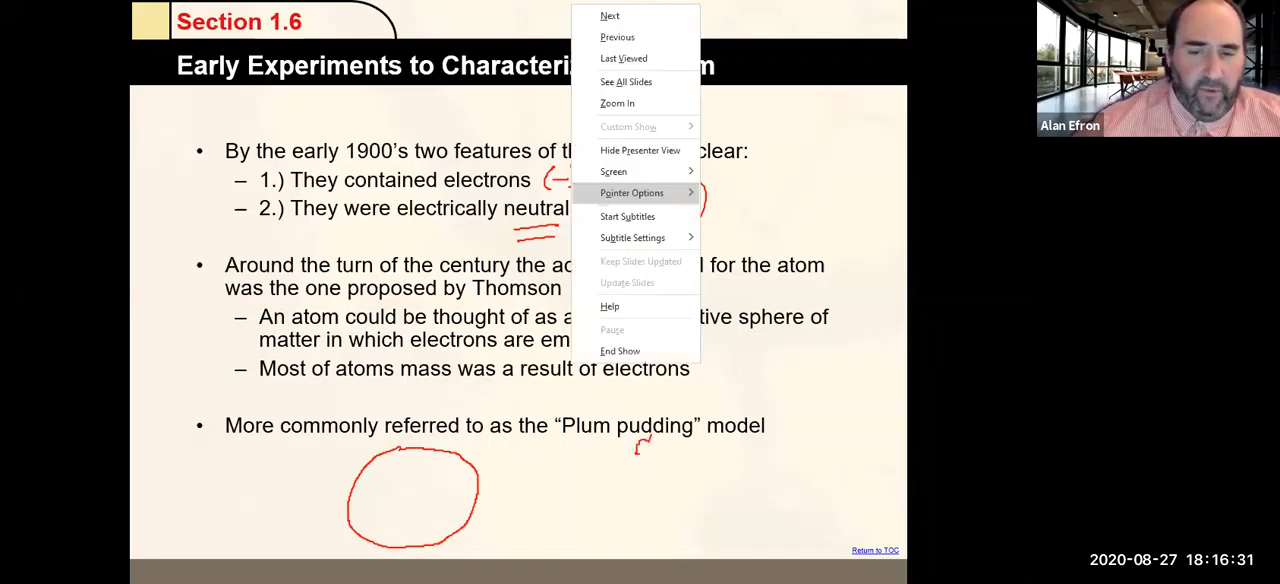 Section 1.6
Early Experiments to Characteri m
• By the early 1900's two features of th clear:
– 1.) They contained electrons (–
– 2.) They were electrically neutral )
• Around the turn of the century the ac for the atom
was the one proposed by Thomson
– An atom could be thought of as a tive sphere of
matter in which electrons are em
– Most of atoms mass was a result of electrons
• More commonly referred to as the “Plum pudding” model
Return to TOC
Next
Previous
Last Viewed
See All Slides
Zoom In
Custom Show
Hide Presenter View
Screen
Pointer Options
Start Subtitles
Subtitle Settings
Keep Slides Updated
Update Slides
Help
Pause
End Show
Alan Efron
2020-08-27 18:16:31